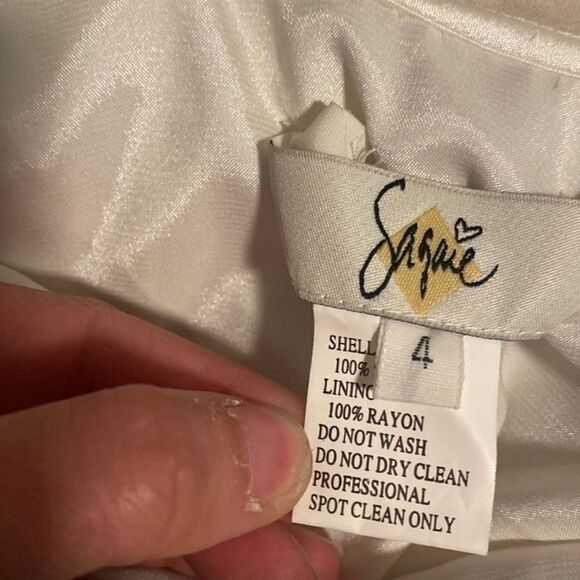 Sagaie
4
SHELL
100%
LINING
100% RAYON
DO NOT WASH
DO NOT DRY CLEAN
PROFESSIONAL
SPOT CLEAN ONLY